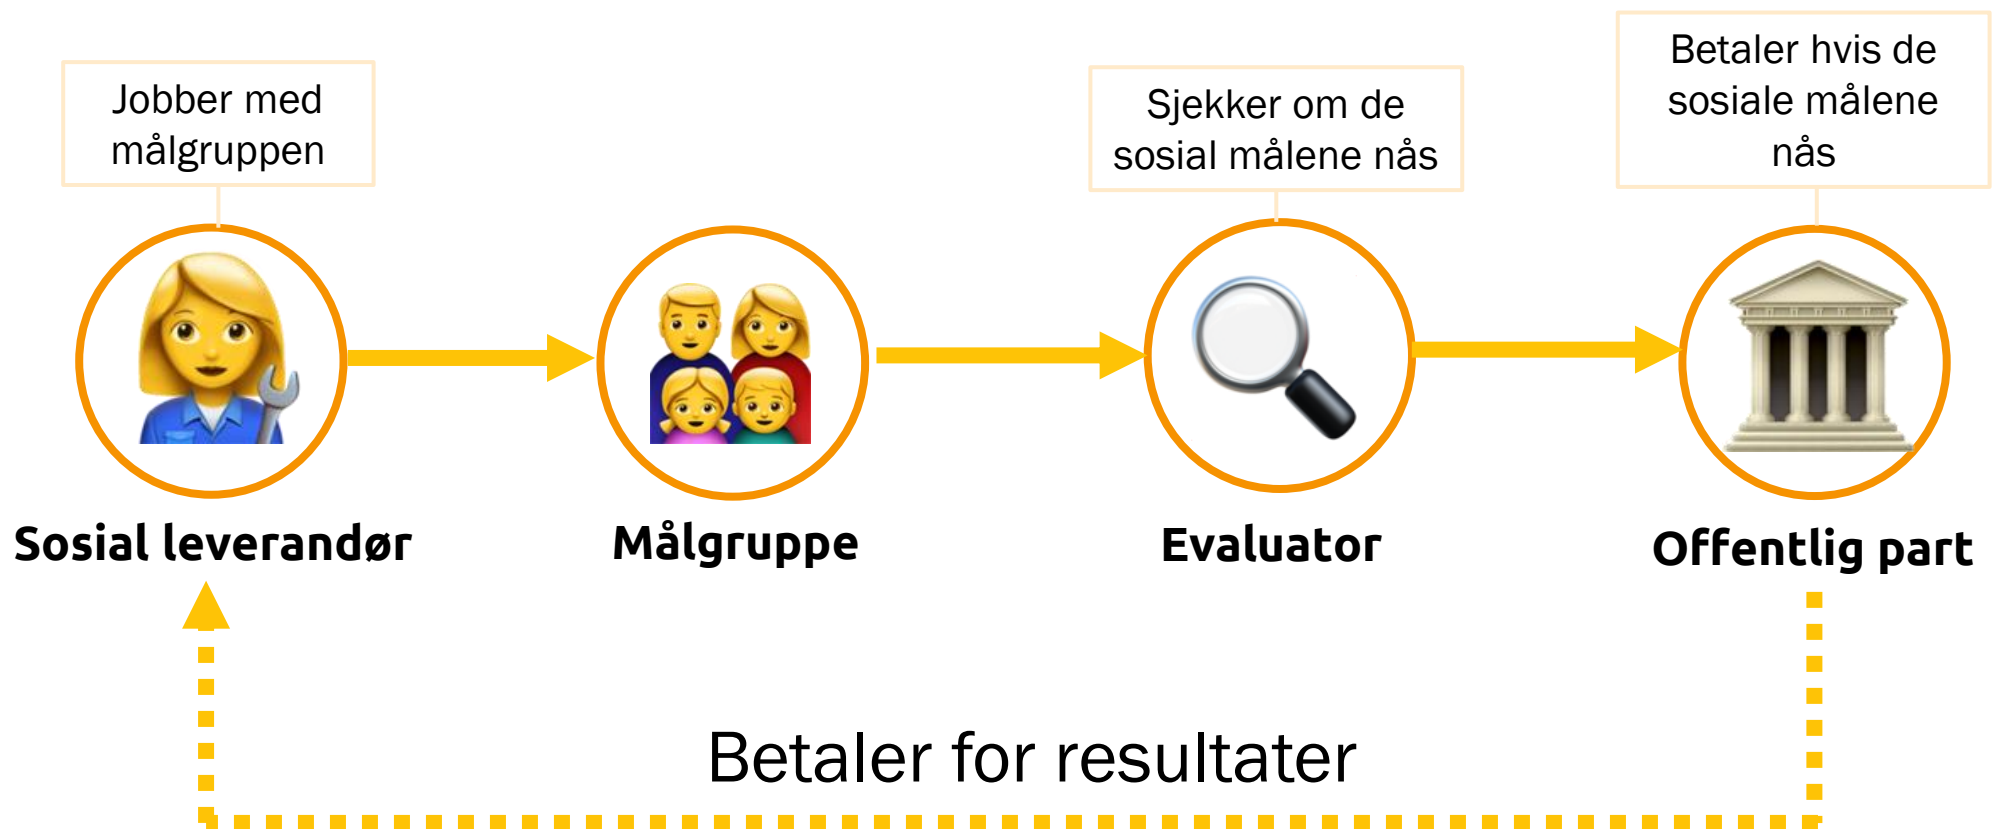 Jobber med
målgruppen
Sjekker om de
sosial målene nås
Betaler hvis de
sosiale målene
nås
Sosial leverandør
Målgruppe
Evaluator
Offentlig part
Betaler for resultater